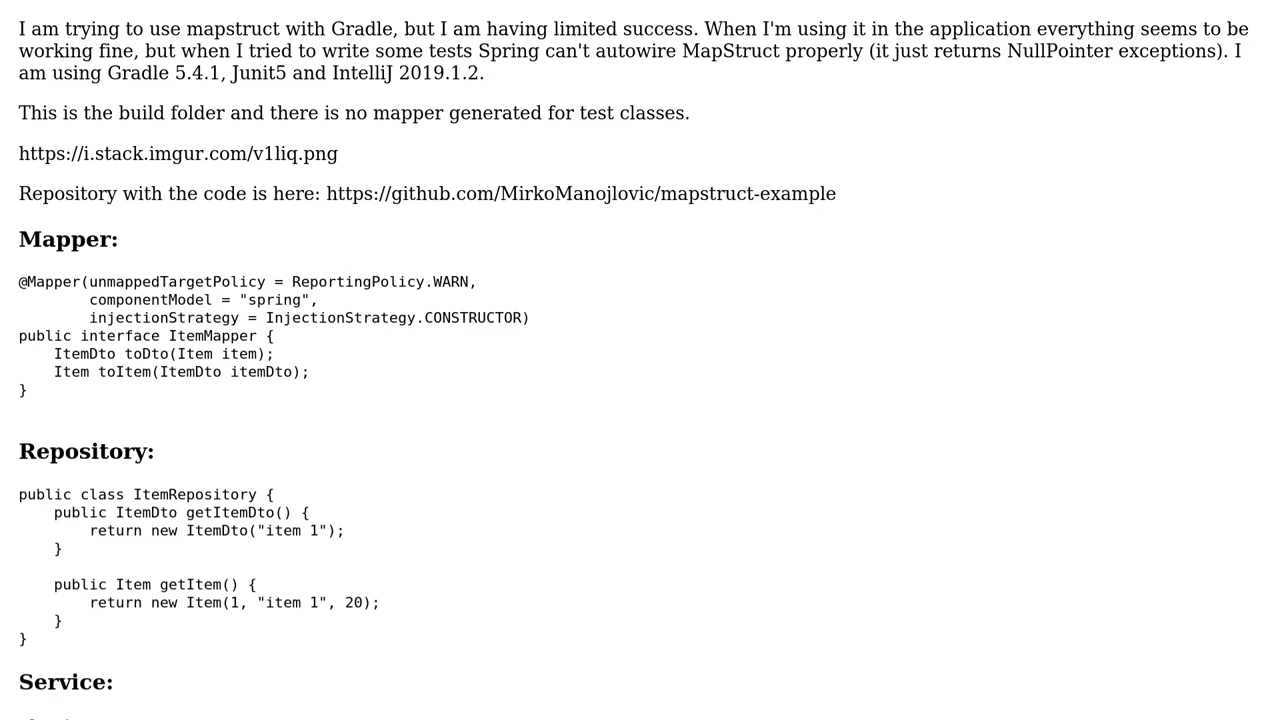 I am trying to use mapstruct with Gradle, but I am having limited success. When I'm using it in the application everything seems to be
working fine, but when I tried to write some tests Spring can't autowire MapStruct properly (it just returns NullPointer exceptions). I
am using Gradle 5.4.1, Junit5 and IntelliJ 2019.1.2.
This is the build folder and there is no mapper generated for test classes.
https://i.stack.imgur.com/v1liq.png
Repository with the code is here: https://github.com/MirkoManojlovic/mapstruct-example
Mapper:
@Mapper(unmappedTargetPolicy = ReportingPolicy.WARN,
        componentModel = "spring",
        injectionStrategy = InjectionStrategy.CONSTRUCTOR)
public interface ItemMapper {
    ItemDto toDto(Item item);
    Item toItem(ItemDto itemDto);
}
Repository:
public class ItemRepository {
    public ItemDto getItemDto() {
        return new ItemDto("item 1");
    }
    public Item getItem() {
        return new Item(1, "item 1", 20);
    }
}
Service: